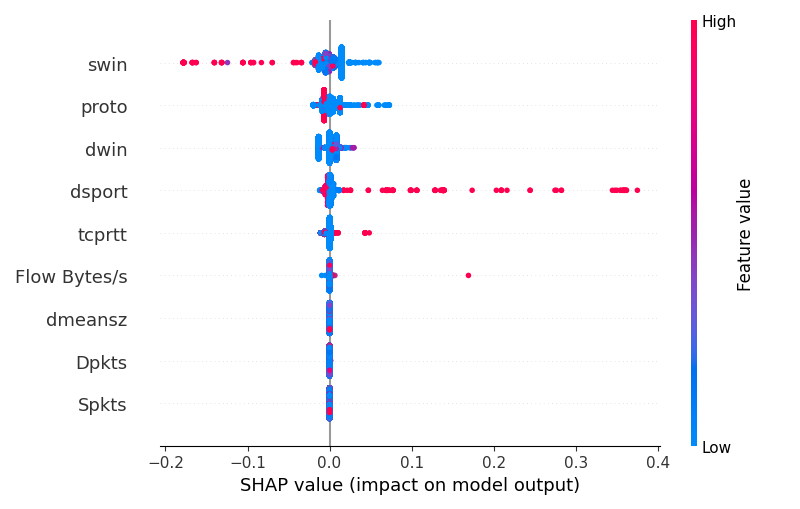 High
swin
proto
dwin
dsport
tcprtt
Flow Bytes/s
dmeansz
Dpkts
Spkts
Feature value
Low
−0.2 −0.1 0.0 0.1 0.2 0.3 0.4
SHAP value (impact on model output)